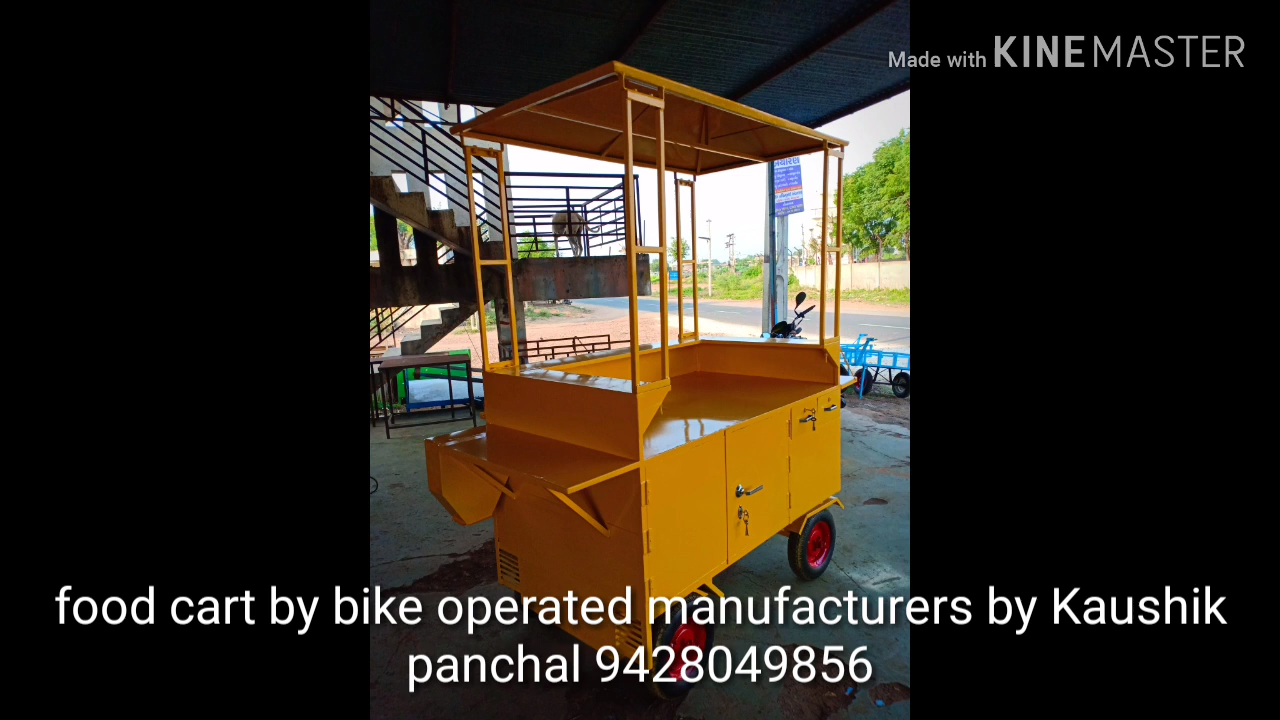 Made with KINEMASTER
food cart by bike operated manufacturers by Kaushik
panchal 9428049856